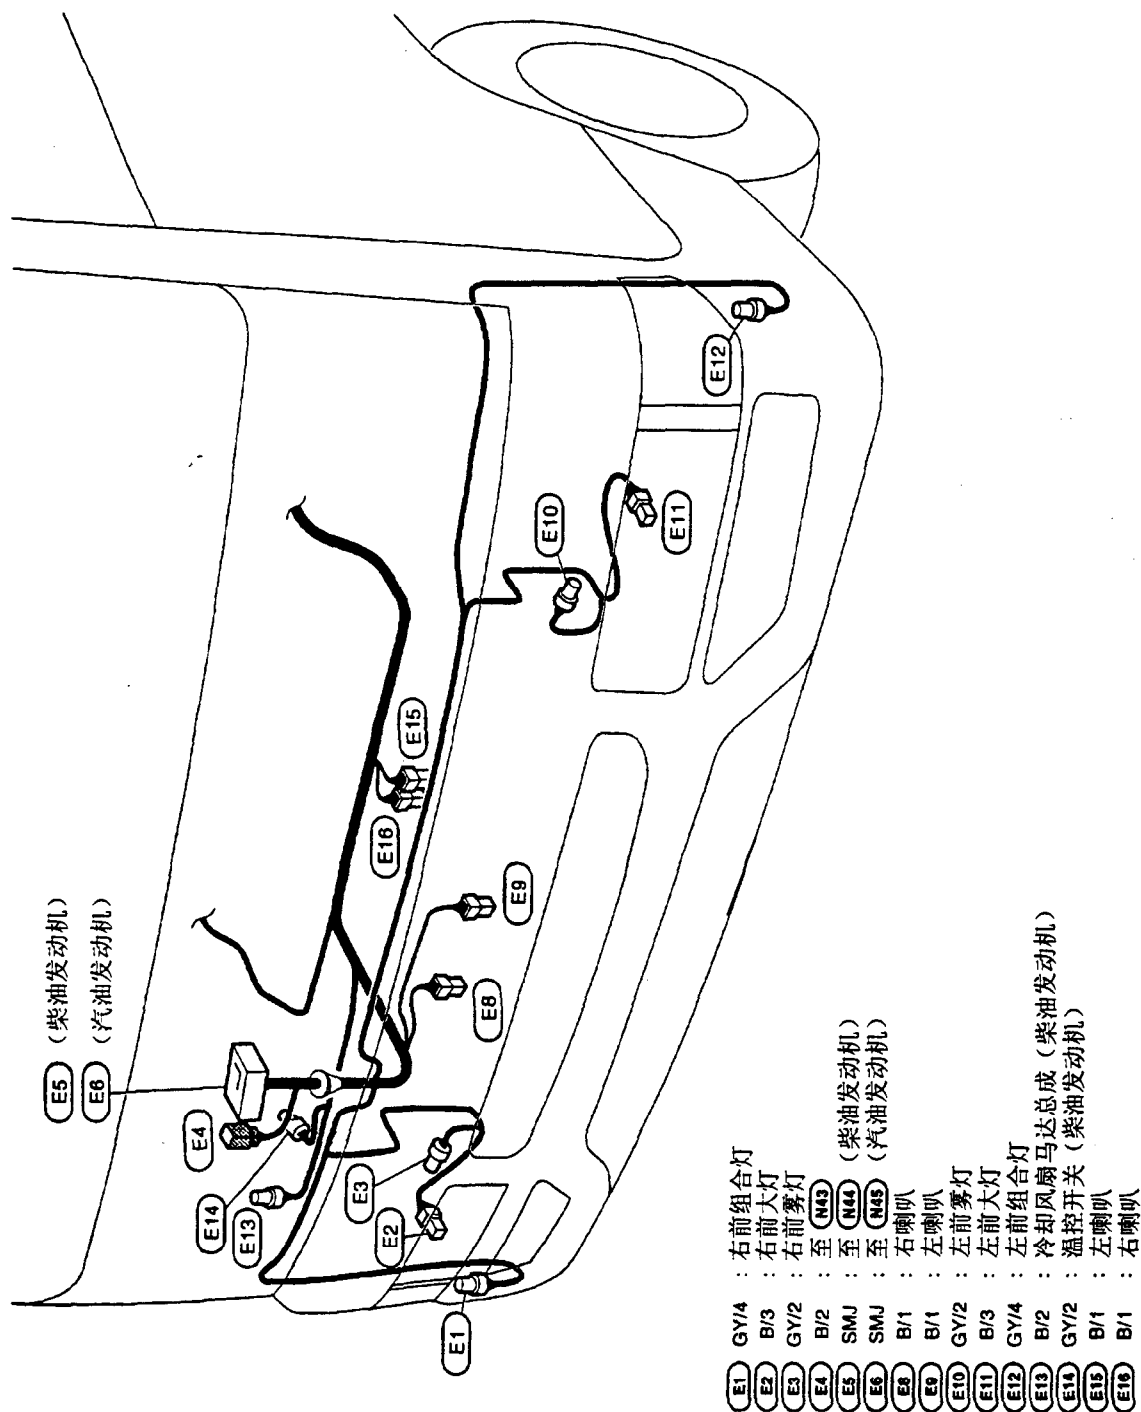 E5 (柴油发动机)
E6 (汽油发动机)
E4
E14
E13
E3
E2
E1
E8
E9
E16
E15
E10
E11
E12
E1 GY/4 : 右前组合灯
E2 B/3 : 右前大灯
E3 GY/2 : 右前雾灯
E4 B/2 : 至 N43
E5 SMJ : 至 N44 (柴油发动机)
E6 SMJ : 至 N45 (汽油发动机)
E8 B/1 : 右喇叭
E9 B/1 : 左喇叭
E10 GY/2 : 左前雾灯
E11 B/3 : 左前大灯
E12 GY/4 : 左前组合灯
E13 B/2 : 冷却风扇马达总成 (柴油发动机)
E14 GY/2 : 温控开关 (柴油发动机)
E15 B/1 : 左喇叭
E16 B/1 : 右喇叭